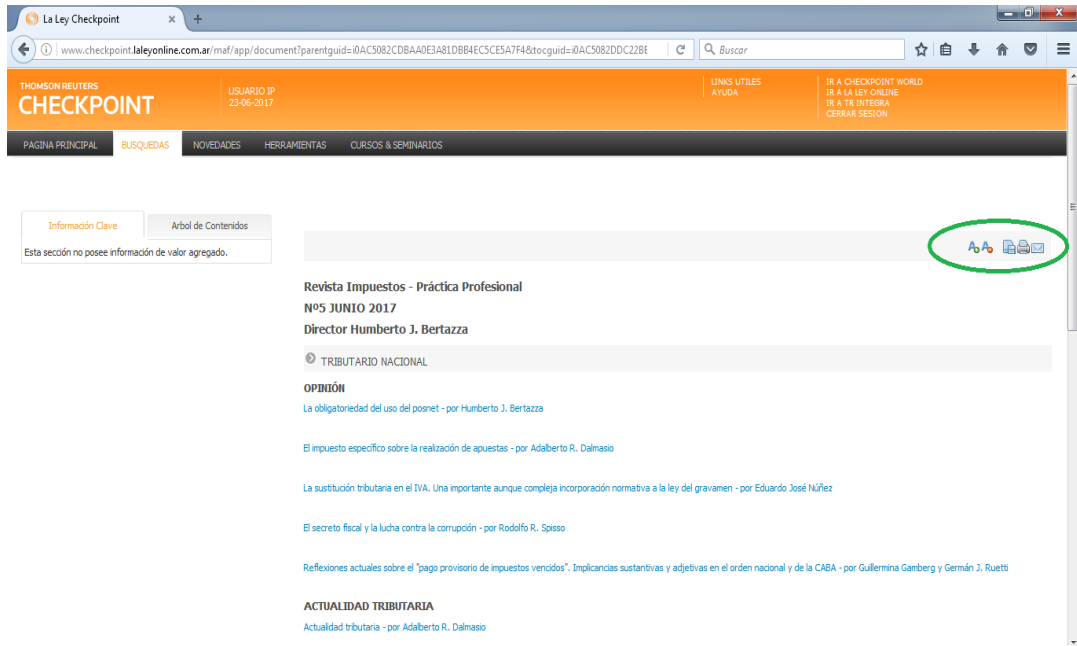 La Ley Checkpoint
www.checkpoint.laleyonline.com.ar/maf/app/document?parentguid=i0AC5082CDBAA0E3A81DBB4EC5CE5A7F4&tocguid=i0AC5082DDC22BE
Buscar
THOMSON REUTERS
CHECKPOINT
USUARIO IP
23-06-2017
LINKS UTILES
AYUDA
IR A CHECKPOINT WORLD
IR A LA LEY ONLINE
IR A TR INTEGRA
CERRAR SESION
PAGINA PRINCIPAL BUSQUEDAS NOVEDADES HERRAMIENTAS CURSOS & SEMINARIOS
Información Clave Arbol de Contenidos
Esta sección no posee información de valor agregado.
A A
Revista Impuestos - Práctica Profesional
Nº5 JUNIO 2017
Director Humberto J. Bertazza
TRIBUTARIO NACIONAL
OPINIÓN
La obligatoriedad del uso del posnet - por Humberto J. Bertazza
El impuesto específico sobre la realización de apuestas - por Adalberto R. Dalmasio
La sustitución tributaria en el IVA. Una importante aunque compleja incorporación normativa a la ley del gravamen - por Eduardo José Núñez
El secreto fiscal y la lucha contra la corrupción - por Rodolfo R. Spisso
Reflexiones actuales sobre el "pago provisorio de impuestos vencidos". Implicancias sustantivas y adjetivas en el orden nacional y de la CABA - por Guillermina Gamberg y Germán J. Ruetti
ACTUALIDAD TRIBUTARIA
Actualidad tributaria - por Adalberto R. Dalmasio